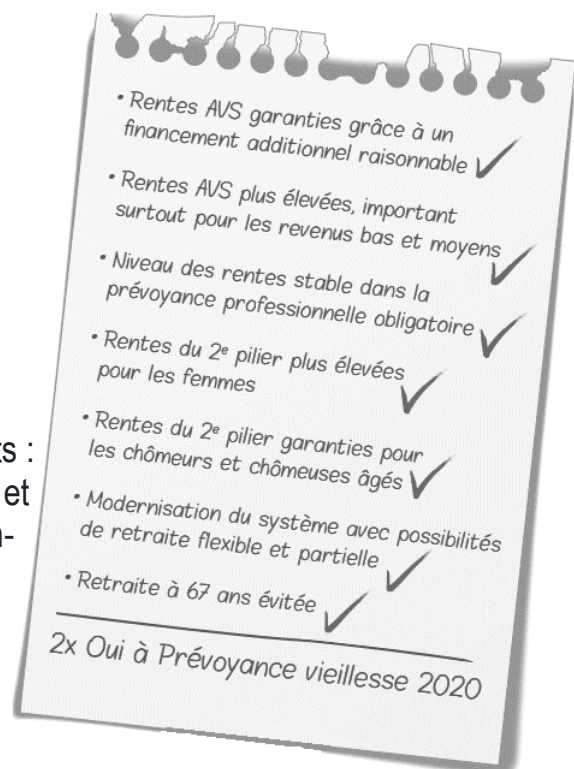 • Rentes AVS garanties grâce à un
financement additionnel raisonnable
• Rentes AVS plus élevées, important
surtout pour les revenus bas et moyens
• Niveau des rentes stable dans la
prévoyance professionnelle obligatoire
• Rentes du 2e pilier plus élevées
pour les femmes
• Rentes du 2e pilier garanties pour
les chômeurs et chômeuses âgés
• Modernisation du système avec possibilités
de retraite flexible et partielle
• Retraite à 67 ans évitée
2x Oui à Prévoyance vieillesse 2020
ts :
et